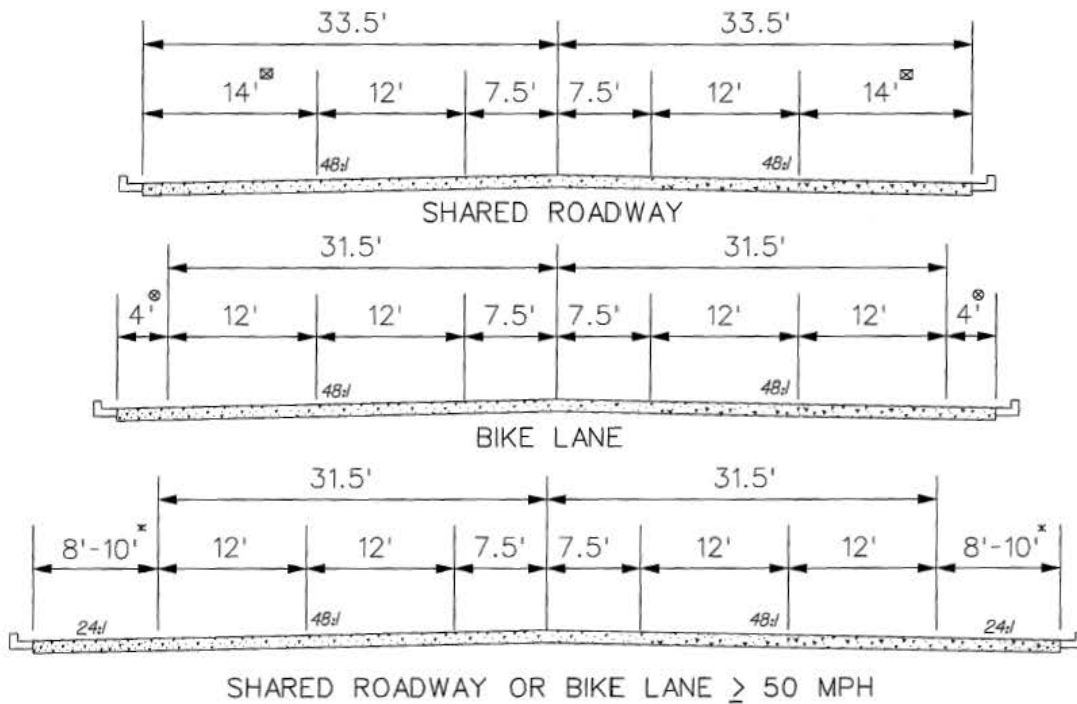 33.5' 33.5'
14'⊠ 12' 7.5' 7.5' 12' 14'⊠
48:1 48:1
SHARED ROADWAY
31.5' 31.5'
4'⊗ 12' 12' 7.5' 7.5' 12' 12' 4'⊗
48:1 48:1
BIKE LANE
31.5' 31.5'
8'-10'* 12' 12' 7.5' 7.5' 12' 12' 8'-10'*
24:1 48:1 48:1 24:1
SHARED ROADWAY OR BIKE LANE ≥ 50 MPH